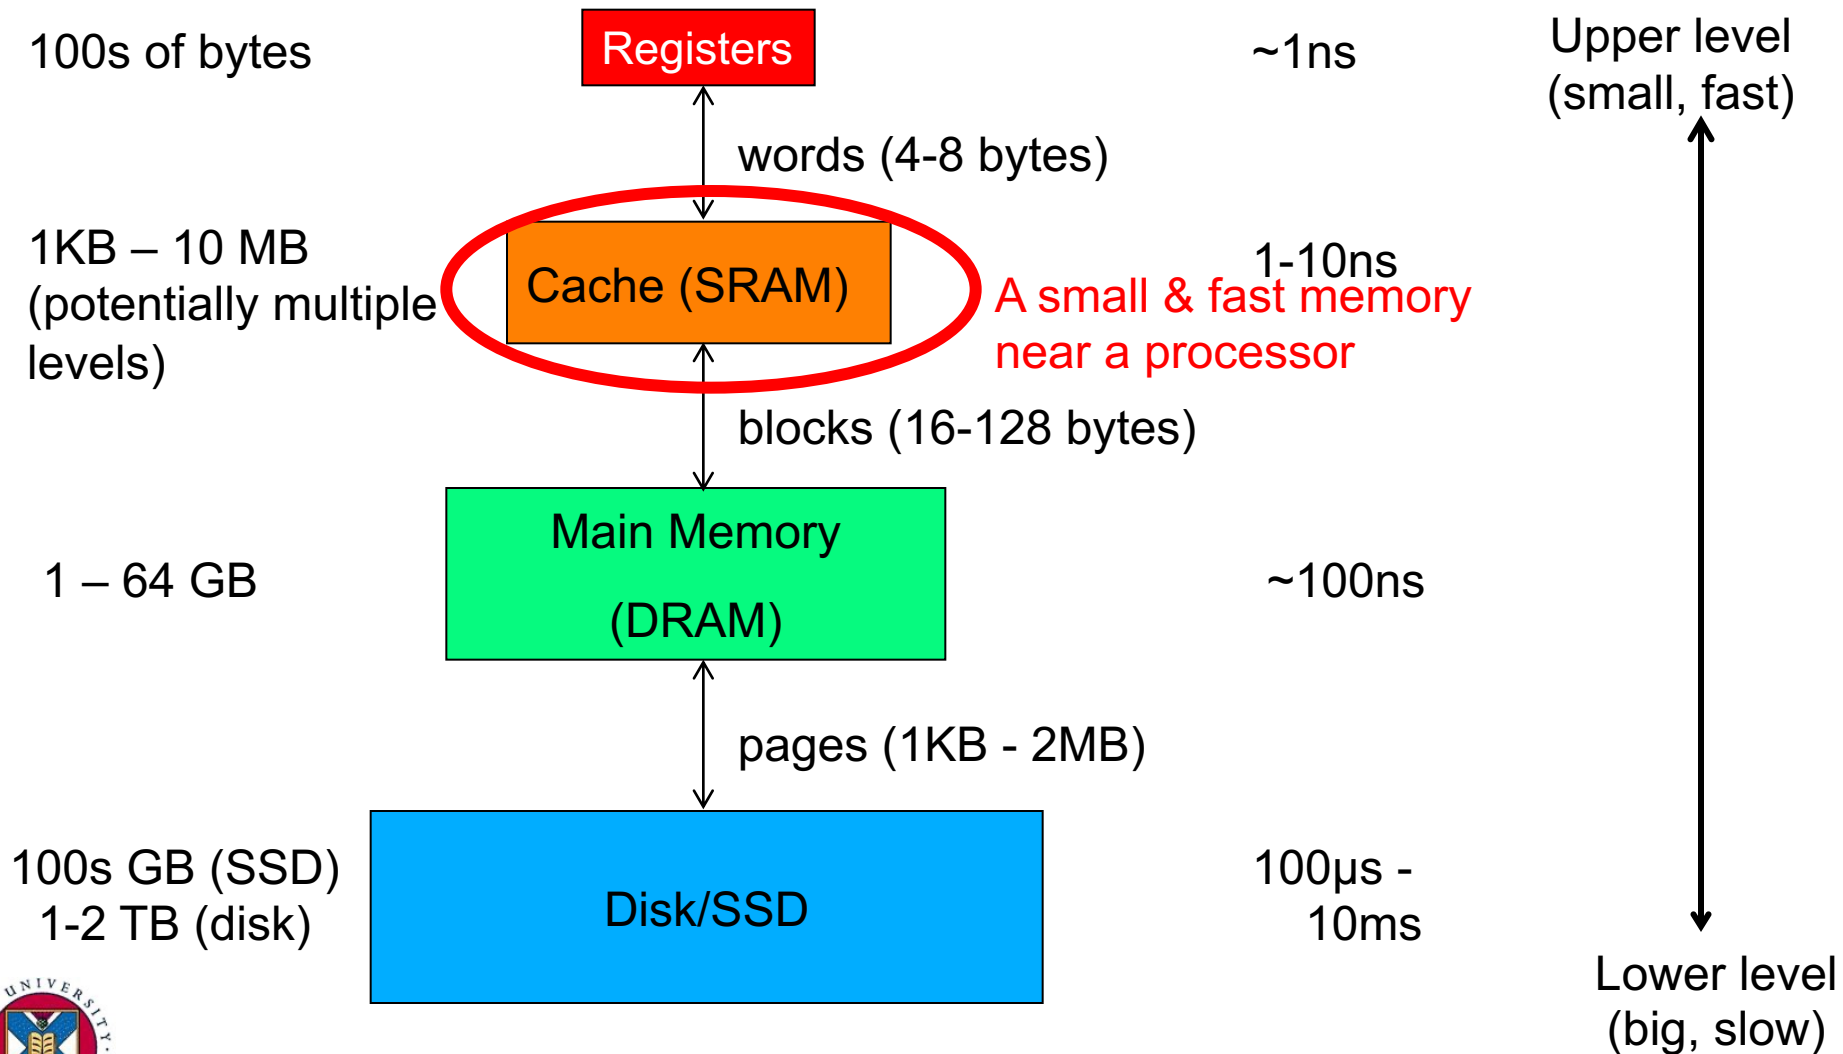 100s of bytes
Registers
~1ns
Upper level
(small, fast)
words (4-8 bytes)
1KB – 10 MB
(potentially multiple
levels)
Cache (SRAM)
1-10ns
A small & fast memory
near a processor
blocks (16-128 bytes)
Main Memory
(DRAM)
1 – 64 GB
~100ns
pages (1KB - 2MB)
100s GB (SSD)
1-2 TB (disk)
Disk/SSD
100µs -
10ms
Lower level
(big, slow)